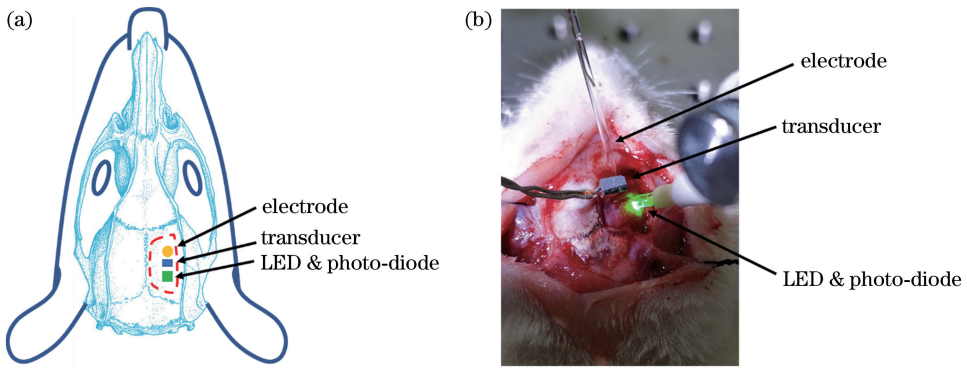 (a)
electrode
transducer
LED & photo-diode
(b)
electrode
transducer
LED & photo-diode